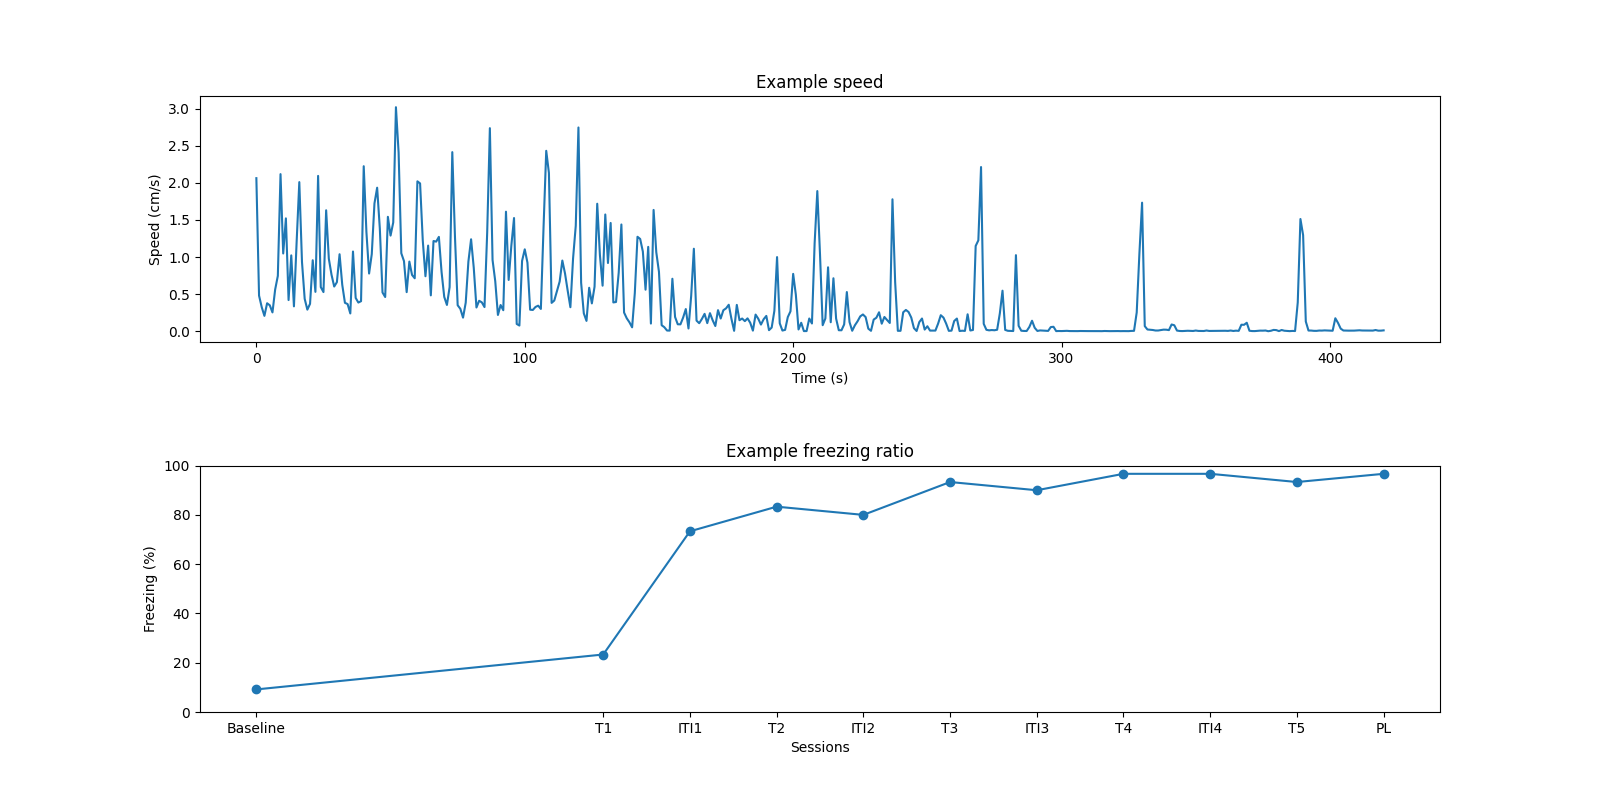 Example speed
3.0
2.5
2.0
1.5
1.0
0.5
0.0
Speed (cm/s)
0 100 200 300 400
Time (s)
Example freezing ratio
100
80
60
40
20
0
Freezing (%)
Baseline T1 ITI1 T2 ITI2 T3 ITI3 T4 ITI4 T5 PL
Sessions